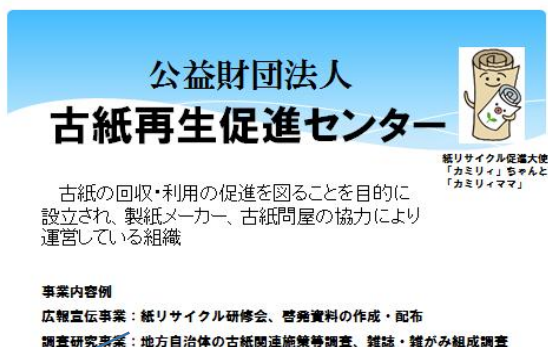 公益財団法人
古紙再生促進センター
紙リサイクル促進大使
「カミリィ」ちゃんと
「カミリィママ」
古紙の回収・利用の促進を図ることを目的に
設立され、製紙メーカー、古紙問屋の協力により
運営している組織
事業内容例
広報宣伝事業：紙リサイクル研修会、啓発資料の作成・配布
調査研究事業：地方自治体の古紙関連施策等調査、雑誌・雑がみ組成調査